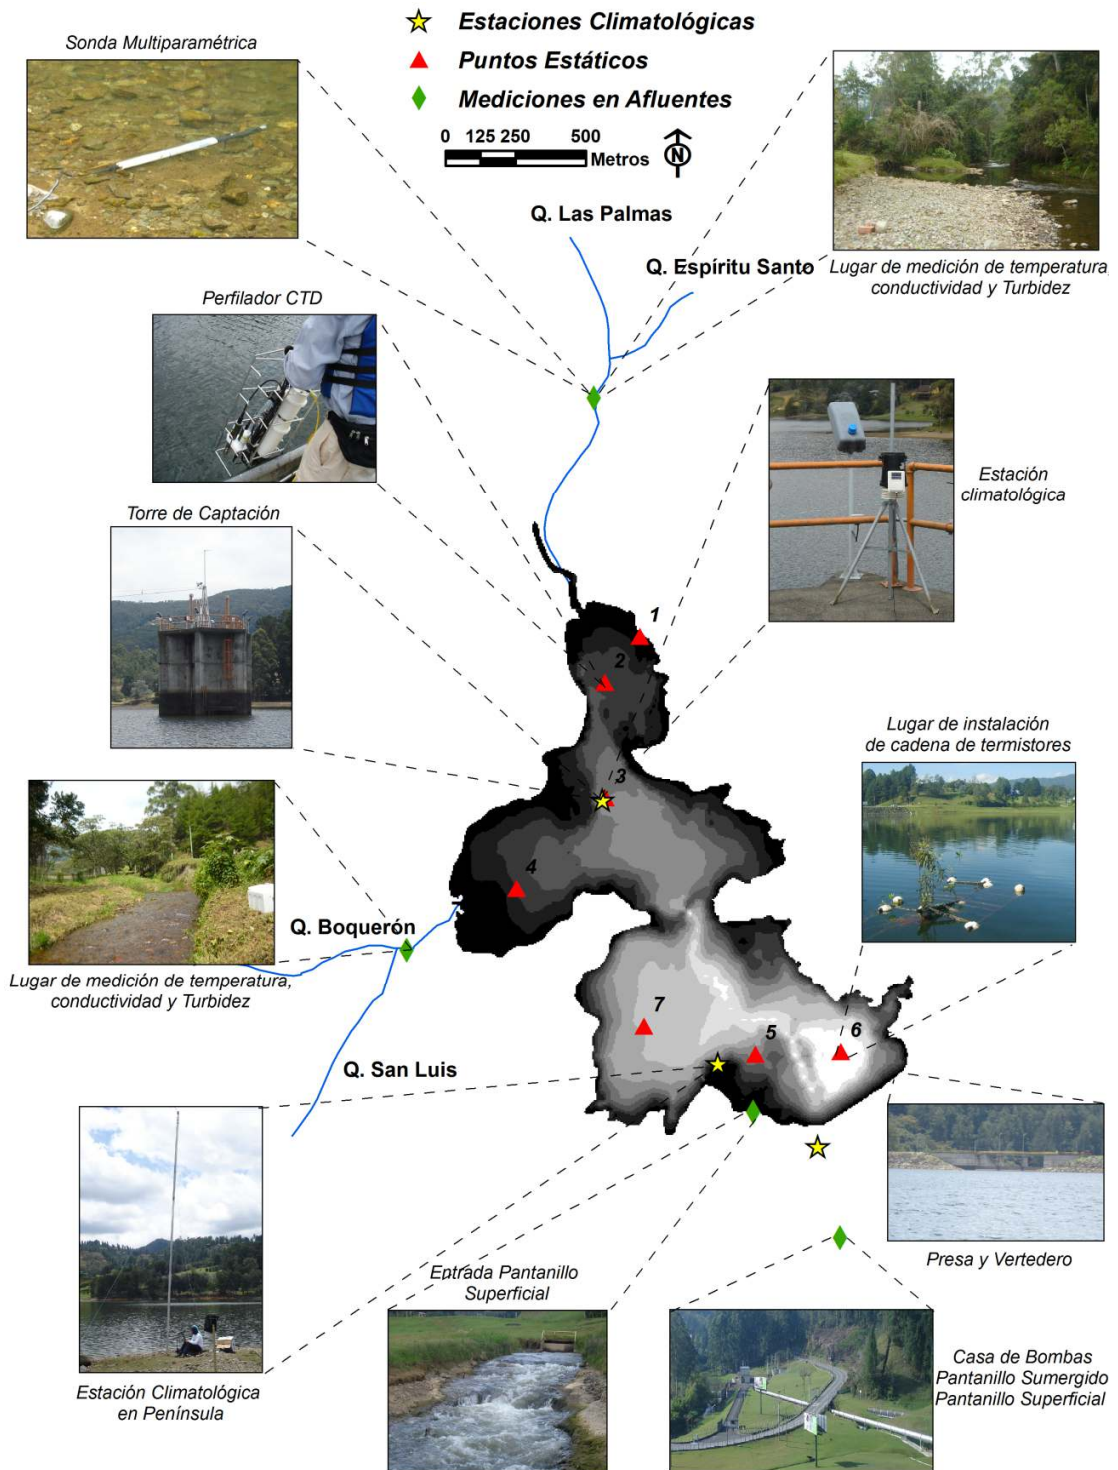 Estaciones Climatológicas
Puntos Estáticos
Mediciones en Afluentes
0 125 250 500
Metros
N
Sonda Multiparamétrica
Q. Las Palmas
Q. Espíritu Santo
Lugar de medición de temperatura,
conductividad y Turbidez
Perfilador CTD
Estación
climatológica
Torre de Captación
1
2
3
4
Lugar de instalación
de cadena de termistores
Q. Boquerón
Lugar de medición de temperatura,
conductividad y Turbidez
7
5
6
Q. San Luis
Presa y Vertedero
Entrada Pantanillo
Superficial
Estación Climatológica
en Península
Casa de Bombas
Pantanillo Sumergido
Pantanillo Superficial